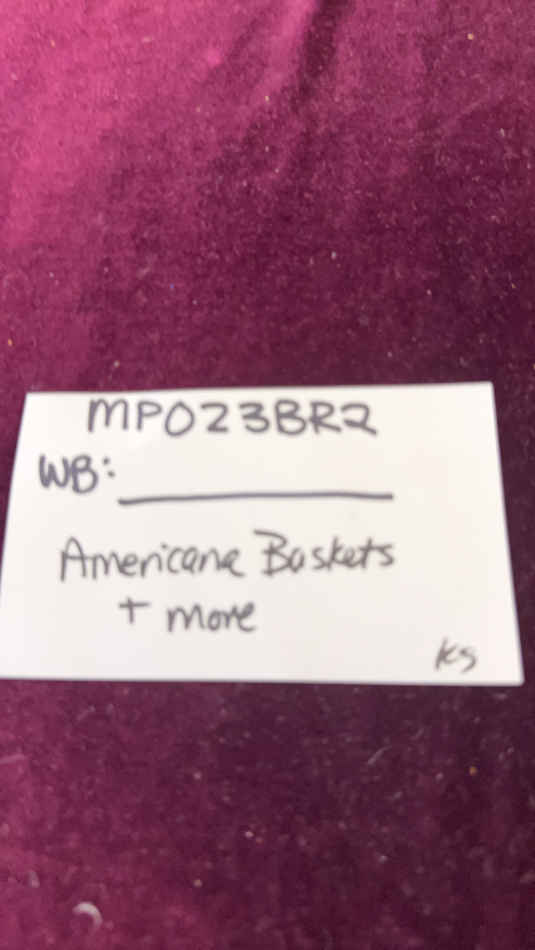 MP023BR2
WB:
Americana Baskets
+ more
KS